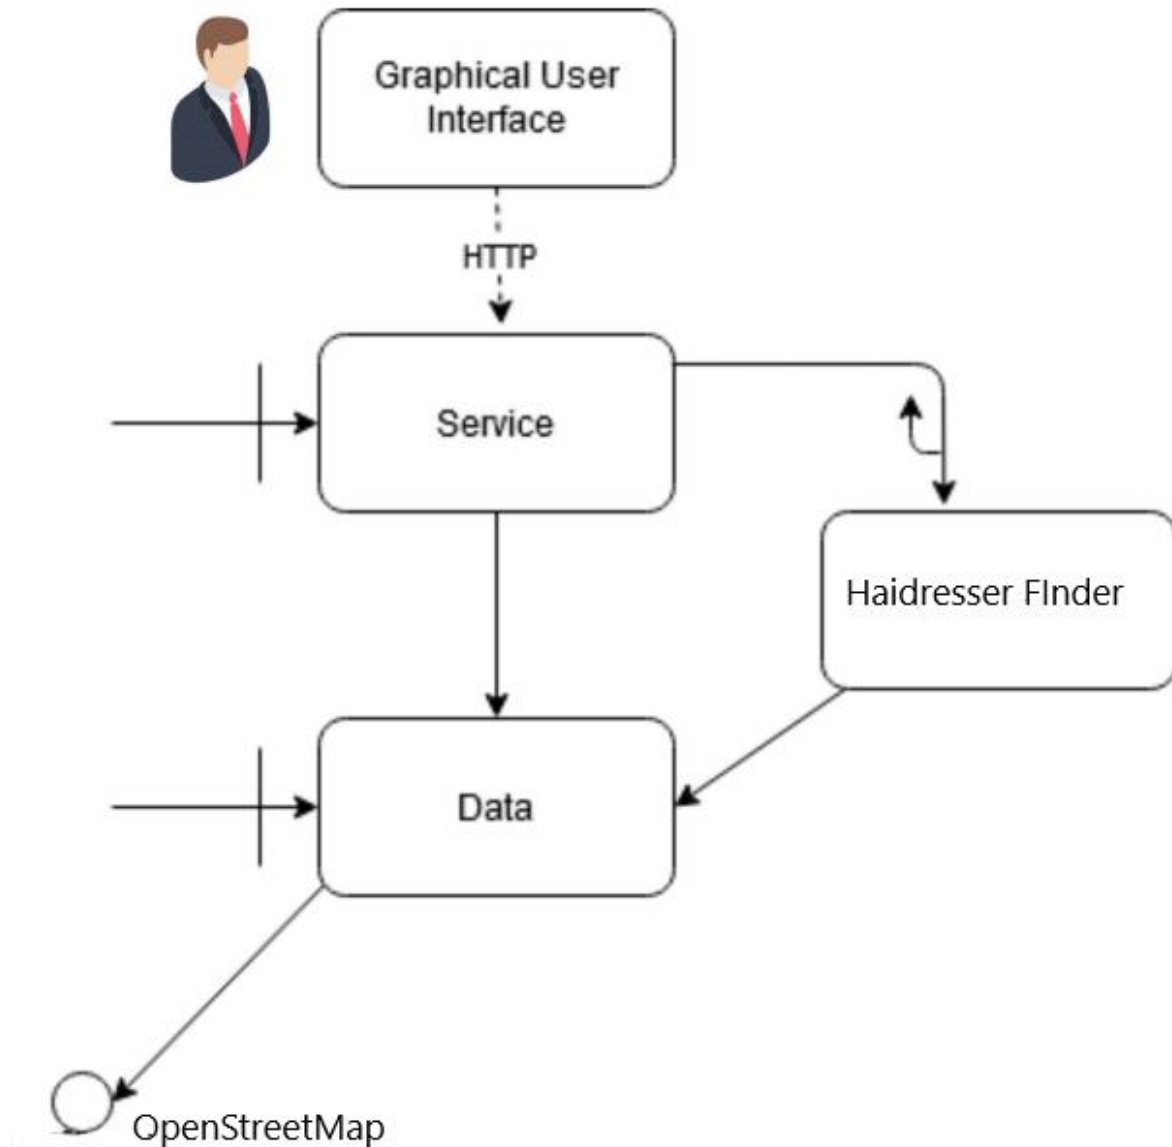 Graphical User
Interface
HTTP
Service
Haidresser FInder
Data
OpenStreetMap